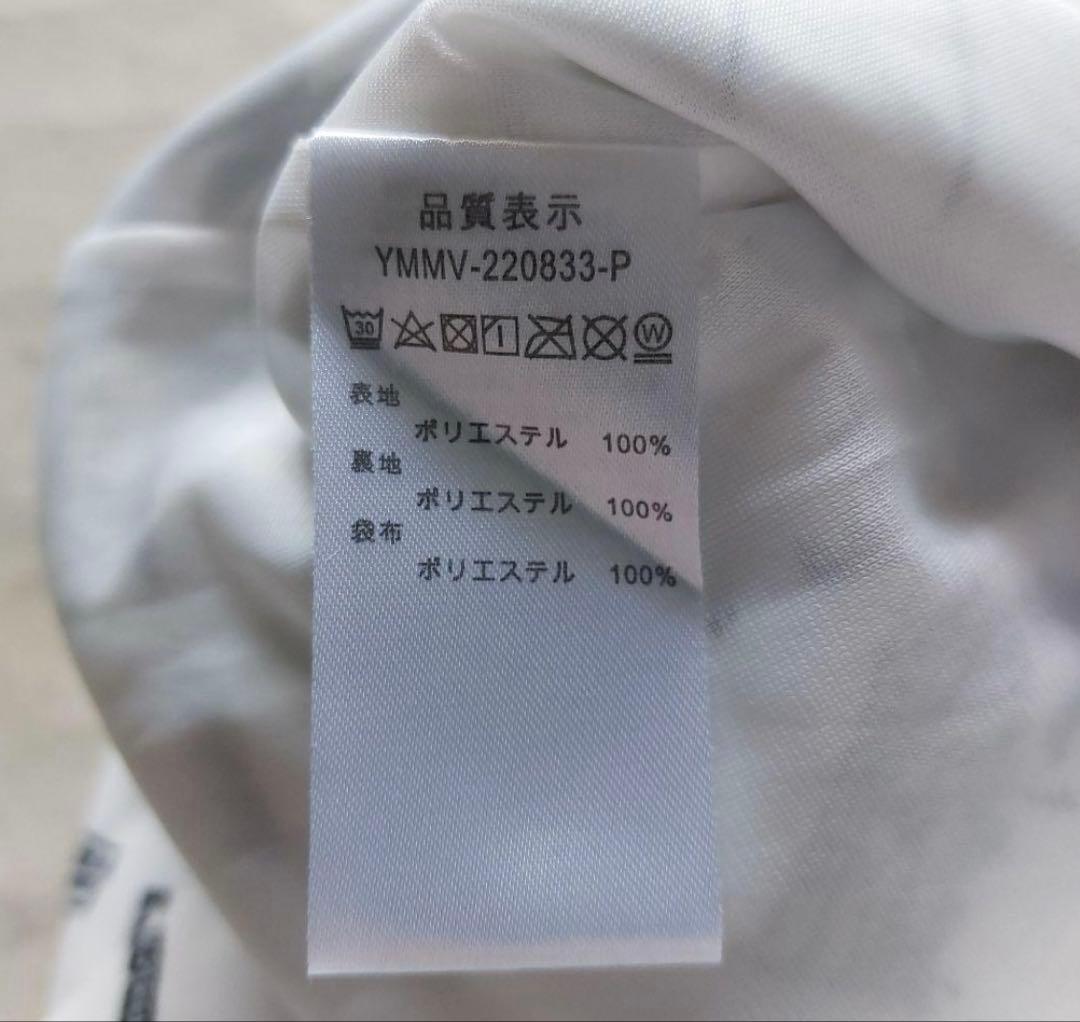 品質表示
YMMV-220833-P
30 W
表地
ポリエステル 100%
裏地
ポリエステル 100%
袋布
ポリエステル 100%